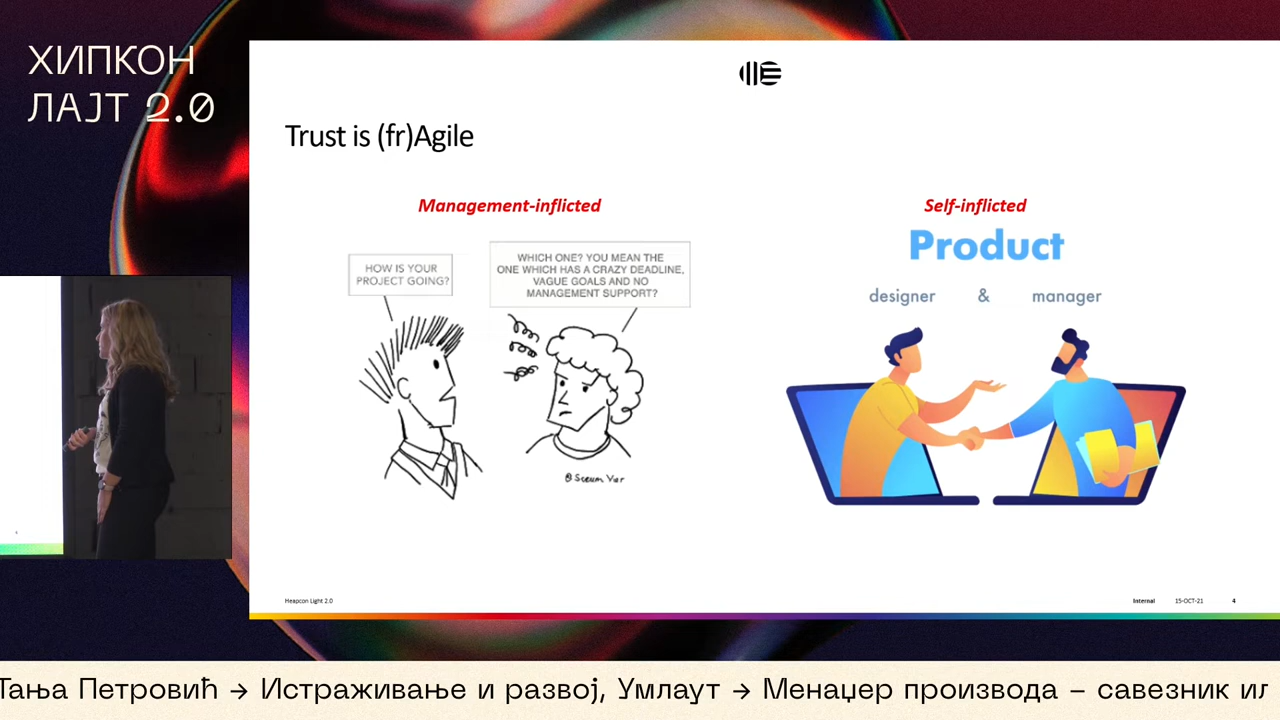 ХИПКОН
ЛАЈТ 2.0
Trust is (fr)Agile
Management-inflicted
HOW IS YOUR
PROJECT GOING?
WHICH ONE? YOU MEAN THE
ONE WHICH HAS A CRAZY DEADLINE,
VAGUE GOALS AND NO
MANAGEMENT SUPPORT?
@Scrum Vier
Self-inflicted
Product
designer & manager
Heapcon Light 2.0
Internal 15-OCT-21 4
Тања Петровић → Истраживање и развој, Умлаут → Менаџер производа – савезник ил